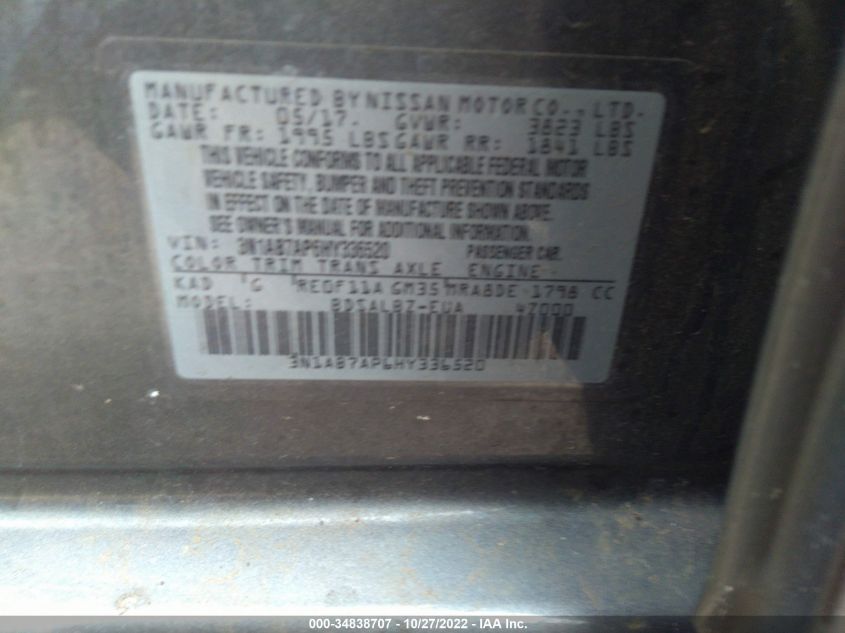 MANUFACTURED BY NISSAN MOTOR CO., LTD.
DATE: 05/17. GVWR: 3823 LBS
GAWR FR: 1995 LBS GAWR RR: 1841 LBS
THIS VEHICLE CONFORMS TO ALL APPLICABLE FEDERAL MOTOR
VEHICLE SAFETY, BUMPER AND THEFT PREVENTION STANDARDS
IN EFFECT ON THE DATE OF MANUFACTURE SHOWN ABOVE.
SEE OWNER'S MANUAL FOR ADDITIONAL INFORMATION.
VIN: 3N1AB7AP6HY336520 PASSENGER CAR.
COLOR TRIM TRANS AXLE ENGINE
KAD G RE0F11A GM35 MRA8DE 1798 CC
MODEL: BDSALBZ-EUA 47000
3N1AB7AP6HY336520
000-34838707 - 10/27/2022 - IAA Inc.